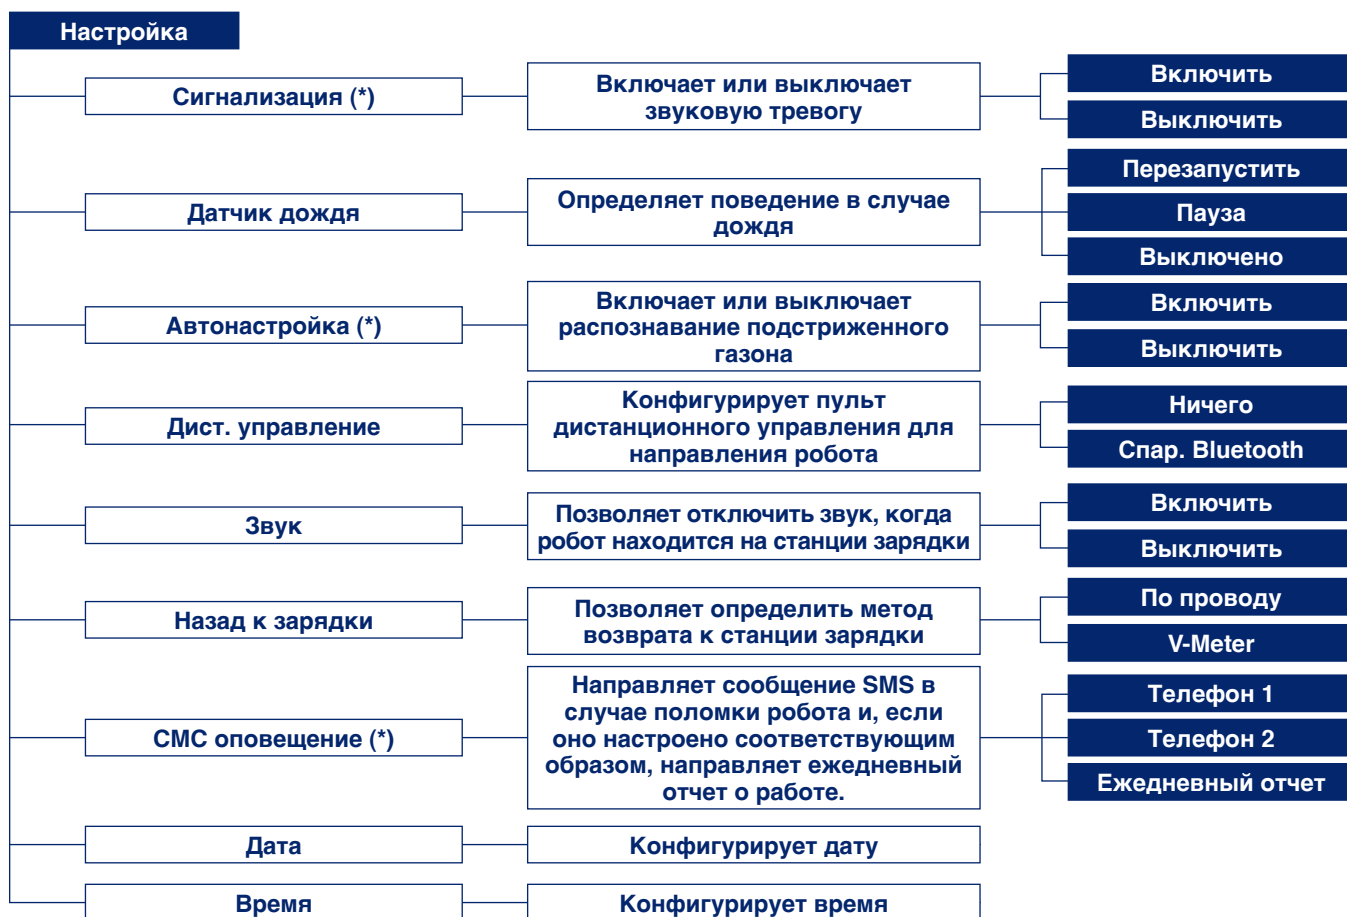 Настройка
Сигнализация (*)
Включает или выключает
звуковую тревогу
Включить
Выключить
Датчик дождя
Определяет поведение в случае
дождя
Перезапустить
Пауза
Выключено
Автонастройка (*)
Включает или выключает
распознавание подстриженного
газона
Включить
Выключить
Дист. управление
Конфигурирует пульт
дистанционного управления для
направления робота
Ничего
Спар. Bluetooth
Звук
Позволяет отключить звук, когда
робот находится на станции зарядки
Включить
Выключить
Назад к зарядки
Позволяет определить метод
возврата к станции зарядки
По проводу
V-Meter
СМС оповещение (*)
Направляет сообщение SMS в
случае поломки робота и, если
оно настроено соответствующим
образом, направляет ежедневный
отчет о работе.
Телефон 1
Телефон 2
Ежедневный отчет
Дата
Конфигурирует дату
Время
Конфигурирует время